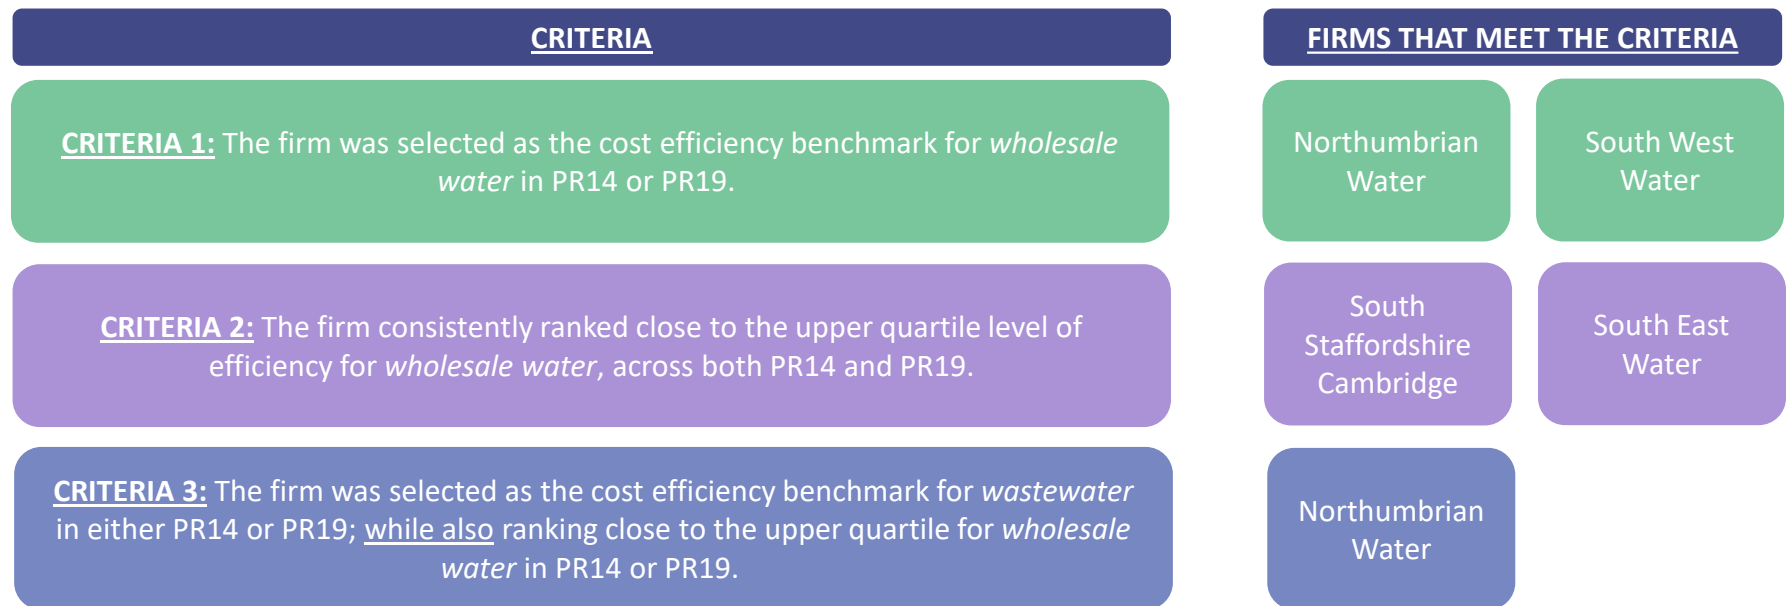 CRITERIA
FIRMS THAT MEET THE CRITERIA
CRITERIA 1: The firm was selected as the cost efficiency benchmark for wholesale
water in PR14 or PR19.
Northumbrian
Water
South West
Water
CRITERIA 2: The firm consistently ranked close to the upper quartile level of
efficiency for wholesale water, across both PR14 and PR19.
South
Staffordshire
Cambridge
South East
Water
CRITERIA 3: The firm was selected as the cost efficiency benchmark for wastewater
in either PR14 or PR19; while also ranking close to the upper quartile for wholesale
water in PR14 or PR19.
Northumbrian
Water